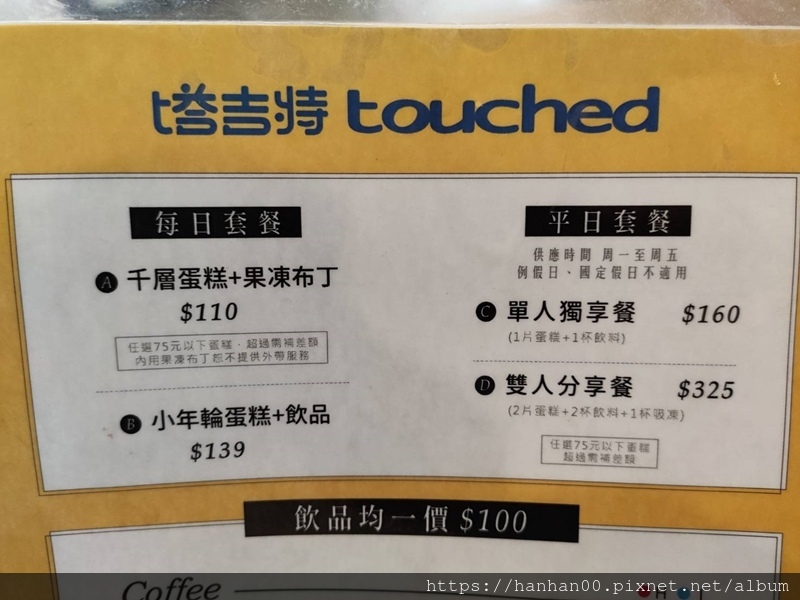 塔吉特 touched
每日套餐
A 千層蛋糕+果凍布丁
$110
任選75元以下蛋糕，超過需補差額
內用果凍布丁恕不提供外帶服務
B 小年輪蛋糕+飲品
$139
平日套餐
供應時間 周一至周五
例假日、國定假日不適用
C 單人獨享餐 $160
(1片蛋糕+1杯飲料)
D 雙人分享餐 $325
(2片蛋糕+2杯飲料+1杯吸凍)
任選75元以下蛋糕
超過需補差額
飲品均一價 $100
Coffee
H I
https://hanhan00.pixnet.net/album